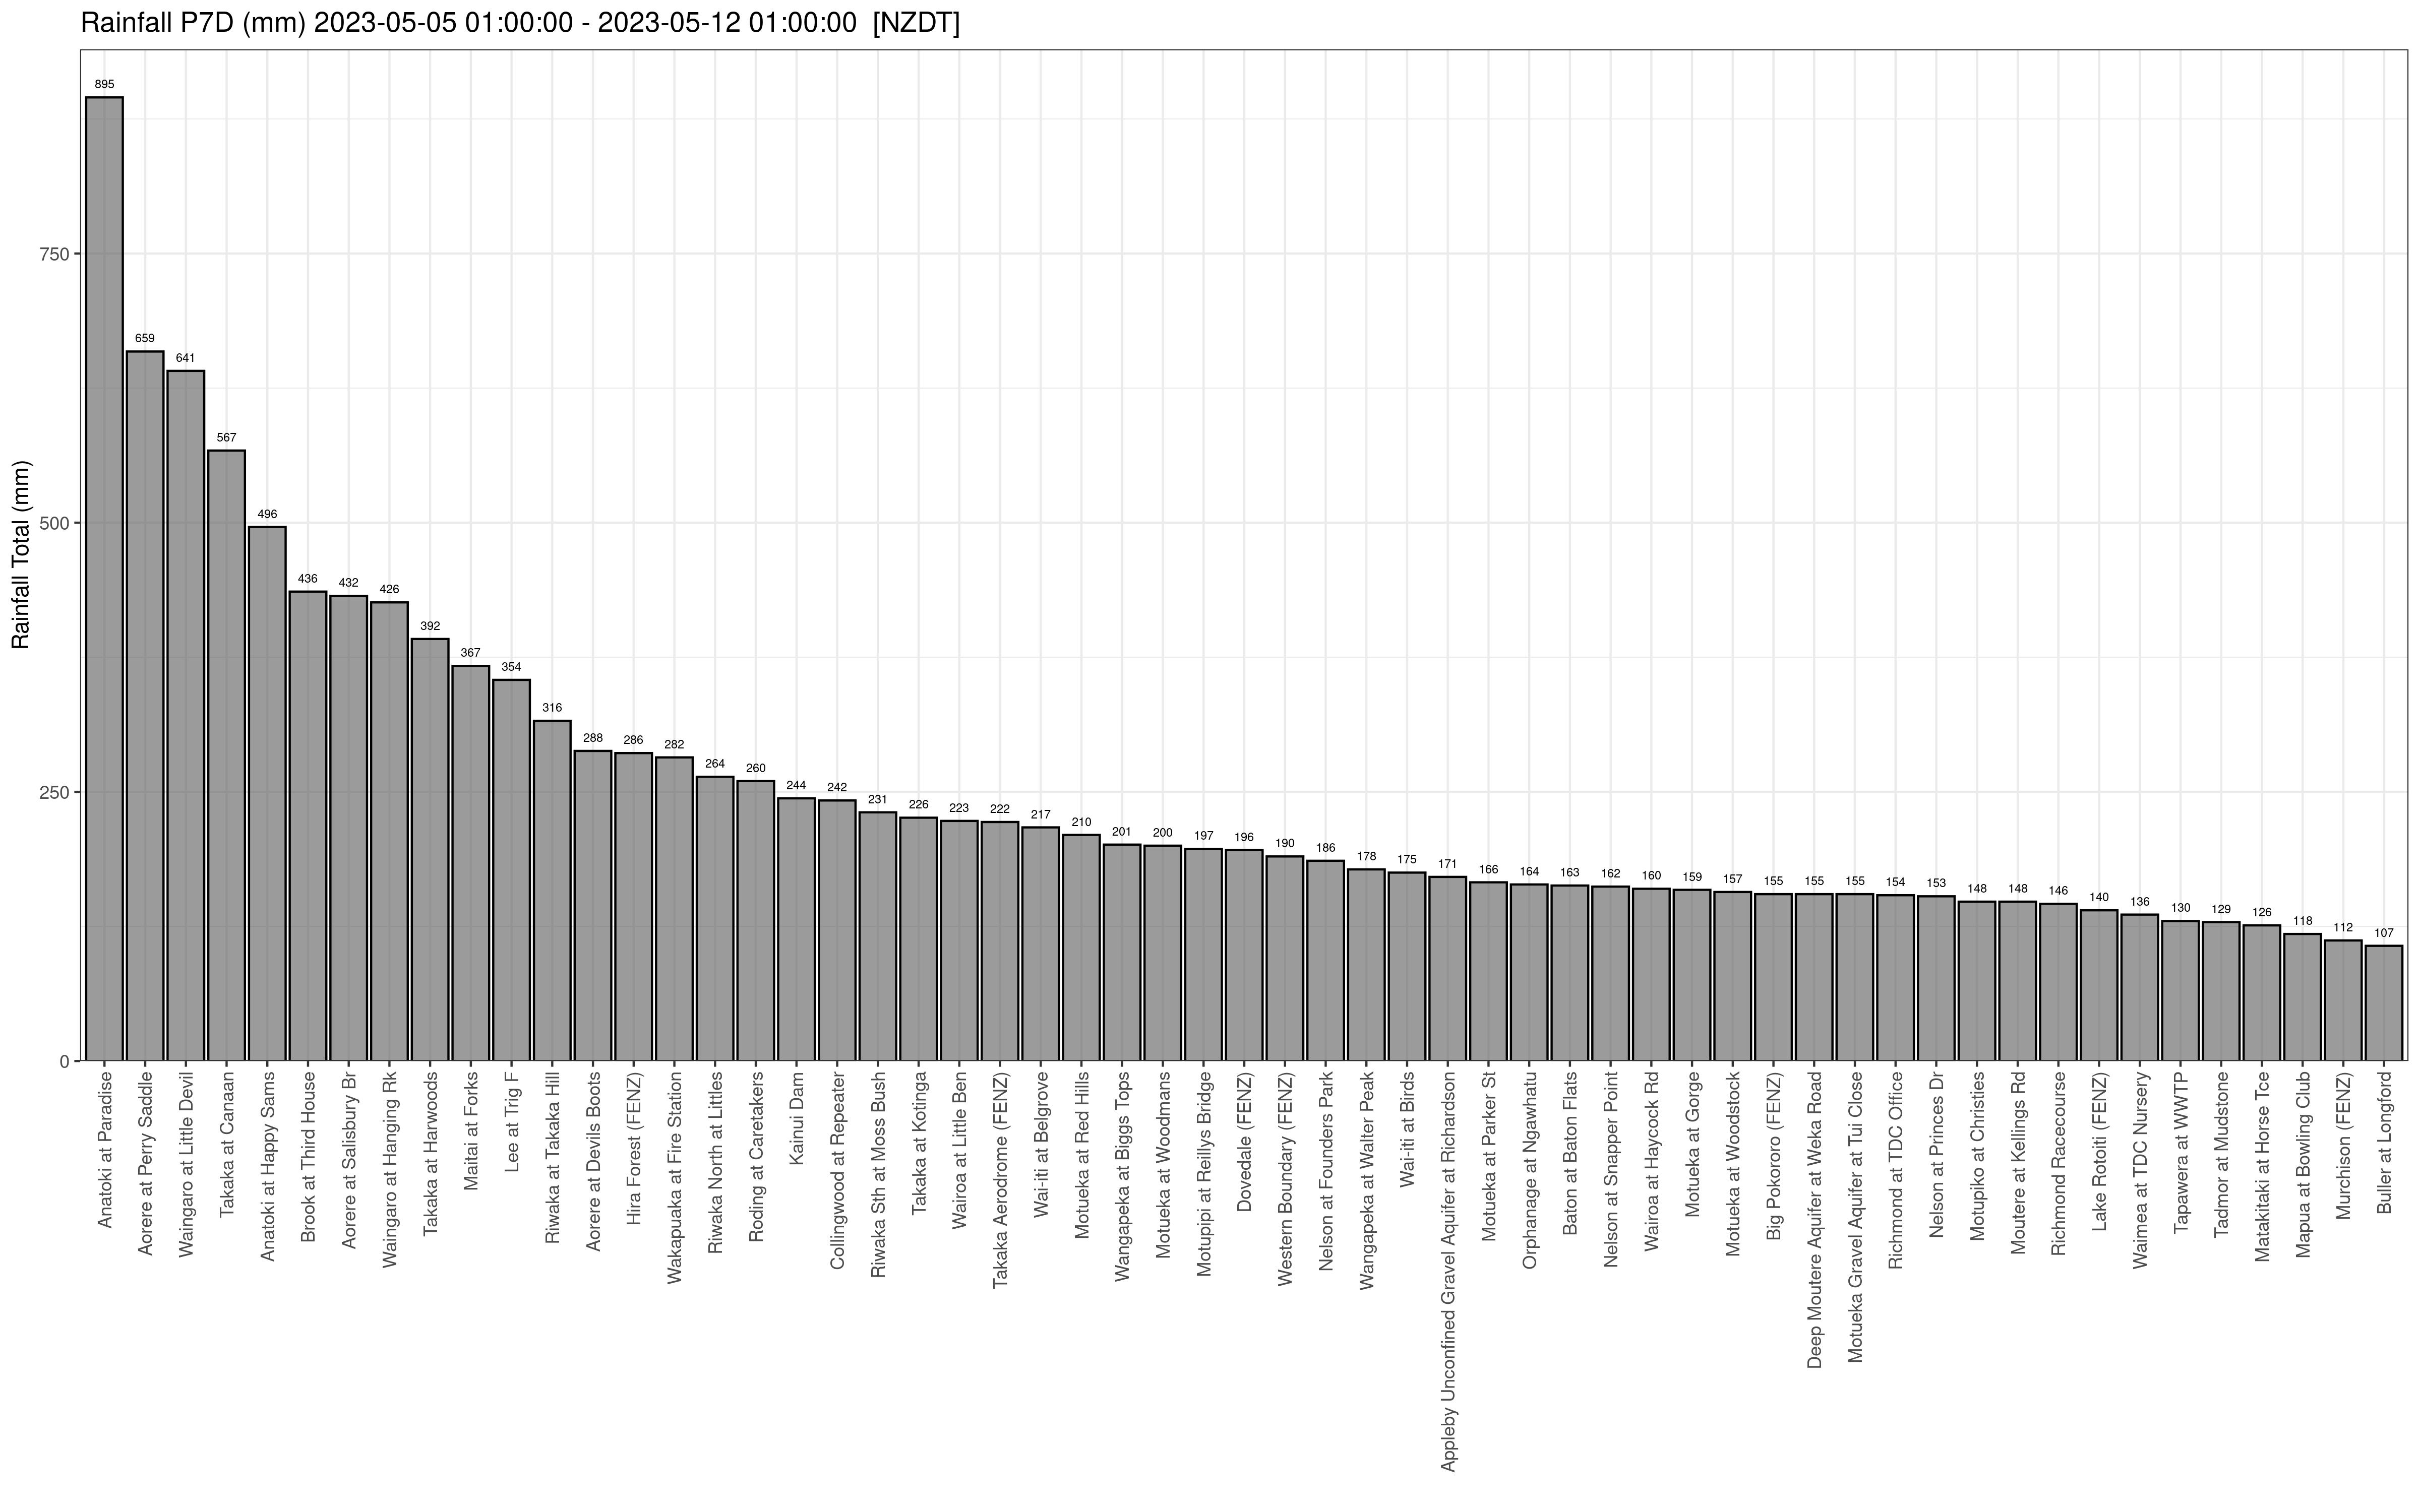 Rainfall P7D (mm) 2023-05-05 01:00:00 - 2023-05-12 01:00:00  [NZDT]
Rainfall Total (mm)
750
500
250
0
895
659
641
567
496
436
432
426
392
367
354
316
288
286
282
264
260
244
242
231
226
223
222
217
210
201
200
197
196
190
186
178
175
171
166
164
163
162
160
159
157
155
155
155
154
153
148
148
146
140
136
130
129
126
118
112
107
Anatoki at Paradise
Aorere at Perry Saddle
Waingaro at Little Devil
Takaka at Canaan
Anatoki at Happy Sams
Brook at Third House
Aorere at Salisbury Br
Waingaro at Hanging Rk
Takaka at Harwoods
Maitai at Forks
Lee at Trig F
Riwaka at Takaka Hill
Aorere at Devils Boots
Hira Forest (FENZ)
Wakapuaka at Fire Station
Riwaka North at Littles
Roding at Caretakers
Kainui Dam
Collingwood at Repeater
Riwaka Sth at Moss Bush
Takaka at Kotinga
Wairoa at Little Ben
Takaka Aerodrome (FENZ)
Wai-iti at Belgrove
Motueka at Red Hills
Wangapeka at Biggs Tops
Motueka at Woodmans
Motupipi at Reillys Bridge
Dovedale (FENZ)
Western Boundary (FENZ)
Nelson at Founders Park
Wangapeka at Walter Peak
Wai-iti at Birds
Appleby Unconfined Gravel Aquifer at Richardson
Motueka at Parker St
Orphanage at Ngawhatu
Baton at Baton Flats
Nelson at Snapper Point
Wairoa at Haycock Rd
Motueka at Gorge
Motueka at Woodstock
Big Pokororo (FENZ)
Deep Moutere Aquifer at Weka Road
Motueka Gravel Aquifer at Tui Close
Richmond at TDC Office
Nelson at Princes Dr
Motupiko at Christies
Moutere at Kellings Rd
Richmond Racecourse
Lake Rotoiti (FENZ)
Waimea at TDC Nursery
Tapawera at WWTP
Tadmor at Mudstone
Matakitaki at Horse Tce
Mapua at Bowling Club
Murchison (FENZ)
Buller at Longford